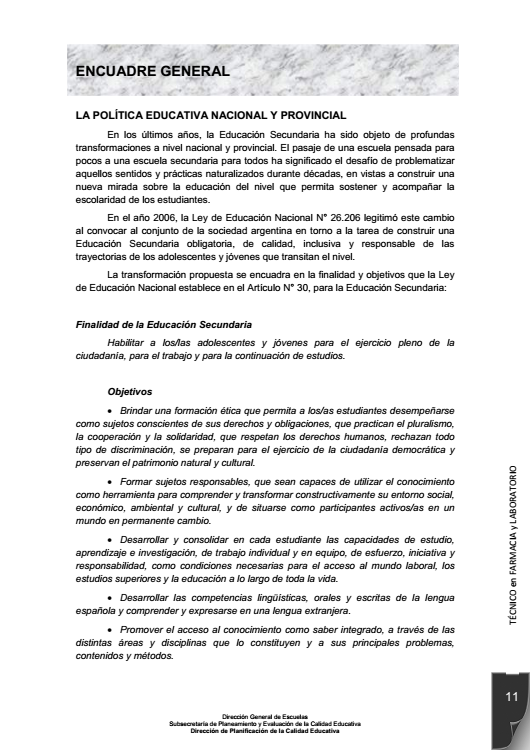 ENCUADRE GENERAL
LA POLÍTICA EDUCATIVA NACIONAL Y PROVINCIAL
En los últimos años, la Educación Secundaria ha sido objeto de profundas
transformaciones a nivel nacional y provincial. El pasaje de una escuela pensada para
pocos a una escuela secundaria para todos ha significado el desafío de problematizar
aquellos sentidos y prácticas naturalizados durante décadas, en vistas a construir una
nueva mirada sobre la educación del nivel que permita sostener y acompañar la
escolaridad de los estudiantes.
En el año 2006, la Ley de Educación Nacional N° 26.206 legitimó este cambio
al convocar al conjunto de la sociedad argentina en torno a la tarea de construir una
Educación Secundaria obligatoria, de calidad, inclusiva y responsable de las
trayectorias de los adolescentes y jóvenes que transitan el nivel.
La transformación propuesta se encuadra en la finalidad y objetivos que la Ley
de Educación Nacional establece en el Artículo N° 30, para la Educación Secundaria:
Finalidad de la Educación Secundaria
Habilitar a los/las adolescentes y jóvenes para el ejercicio pleno de la
ciudadanía, para el trabajo y para la continuación de estudios.
Objetivos
• Brindar una formación ética que permita a los/as estudiantes desempeñarse
como sujetos conscientes de sus derechos y obligaciones, que practican el pluralismo,
la cooperación y la solidaridad, que respetan los derechos humanos, rechazan todo
tipo de discriminación, se preparan para el ejercicio de la ciudadanía democrática y
preservan el patrimonio natural y cultural.
• Formar sujetos responsables, que sean capaces de utilizar el conocimiento
como herramienta para comprender y transformar constructivamente su entorno social,
económico, ambiental y cultural, y de situarse como participantes activos/as en un
mundo en permanente cambio.
• Desarrollar y consolidar en cada estudiante las capacidades de estudio,
aprendizaje e investigación, de trabajo individual y en equipo, de esfuerzo, iniciativa y
responsabilidad, como condiciones necesarias para el acceso al mundo laboral, los
estudios superiores y la educación a lo largo de toda la vida.
• Desarrollar las competencias lingüísticas, orales y escritas de la lengua
española y comprender y expresarse en una lengua extranjera.
• Promover el acceso al conocimiento como saber integrado, a través de las
distintas áreas y disciplinas que lo constituyen y a sus principales problemas,
contenidos y métodos.
TÉCNICO en FARMACIA y LABORATORIO
11
Dirección General de Escuelas
Subsecretaría de Planeamiento y Evaluación de la Calidad Educativa
Dirección de Planificación de la Calidad Educativa